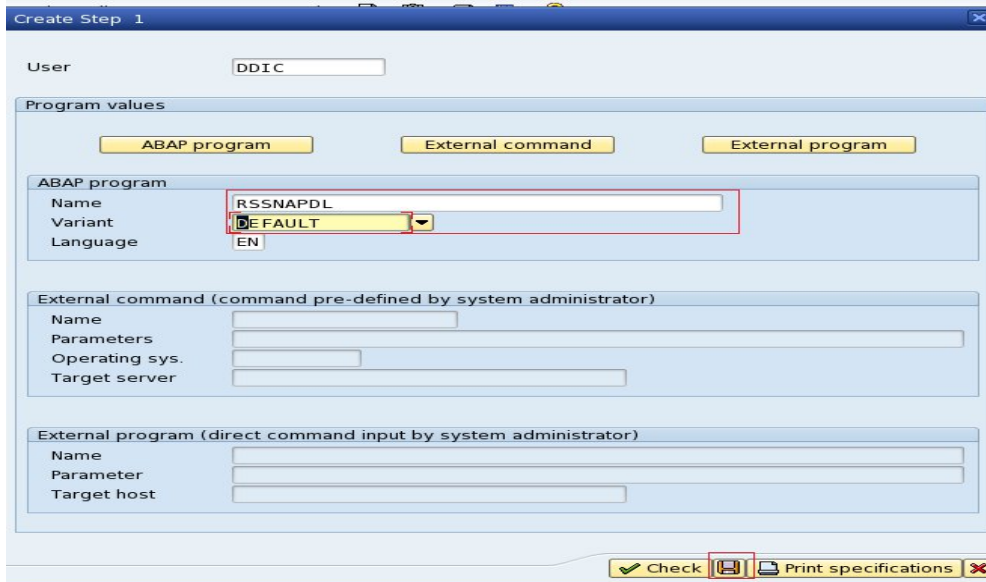 Create Step 1
User DDIC
Program values
ABAP program External command External program
ABAP program
Name RSSNAPDL
Variant DEFAULT
Language EN
External command (command pre-defined by system administrator)
Name
Parameters
Operating sys.
Target server
External program (direct command input by system administrator)
Name
Parameter
Target host
Check Print specifications